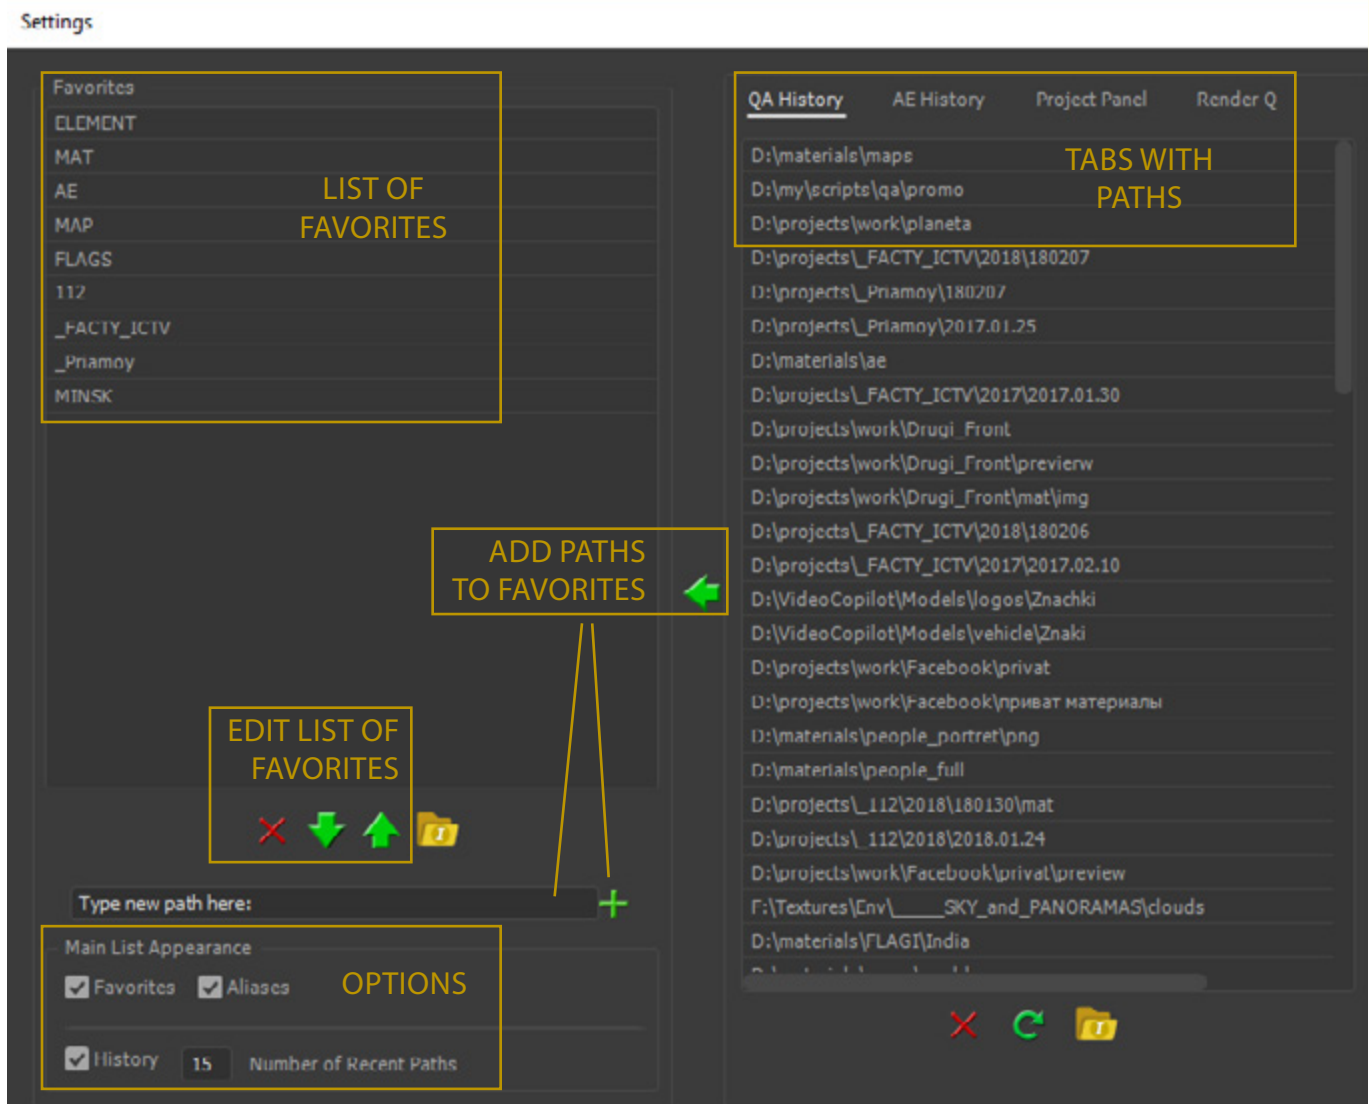 Settings
Favorites
ELEMENT
MAT
AE
MAP
FLAGS
112
_FACTY_ICTV
_Priamoy
MINSK
LIST OF
FAVORITES
QA History
AE History
Project Panel
Render Q
TABS WITH
PATHS
D:\materials\maps
D:\my\scripts\qa\promo
D:\projects\work\planeta
D:\projects\_FACTY_ICTV\2018\180207
D:\projects\_Priamoy\180207
D:\projects\_Priamoy\2017.01.25
D:\materials\ae
D:\projects\_FACTY_ICTV\2017\2017.01.30
D:\projects\work\Drugi_Front
D:\projects\work\Drugi_Front\previerw
D:\projects\work\Drugi_Front\mat\img
D:\projects\_FACTY_ICTV\2018\180206
D:\projects\_FACTY_ICTV\2017\2017.02.10
D:\VideoCopilot\Models\logos\Znachki
D:\VideoCopilot\Models\vehicle\Znaki
D:\projects\work\Facebook\privat
D:\projects\work\Facebook\приват материалы
D:\materials\people_portret\png
D:\materials\people_full
D:\projects\_112\2018\180130\mat
D:\projects\_112\2018\2018.01.24
D:\projects\work\Facebook\privat\preview
F:\Textures\Env\_____SKY_and_PANORAMAS\clouds
D:\materials\FLAGI\India
ADD PATHS
TO FAVORITES
EDIT LIST OF
FAVORITES
Type new path here:
Main List Appearance
Favorites
Aliases
OPTIONS
History
15
Number of Recent Paths